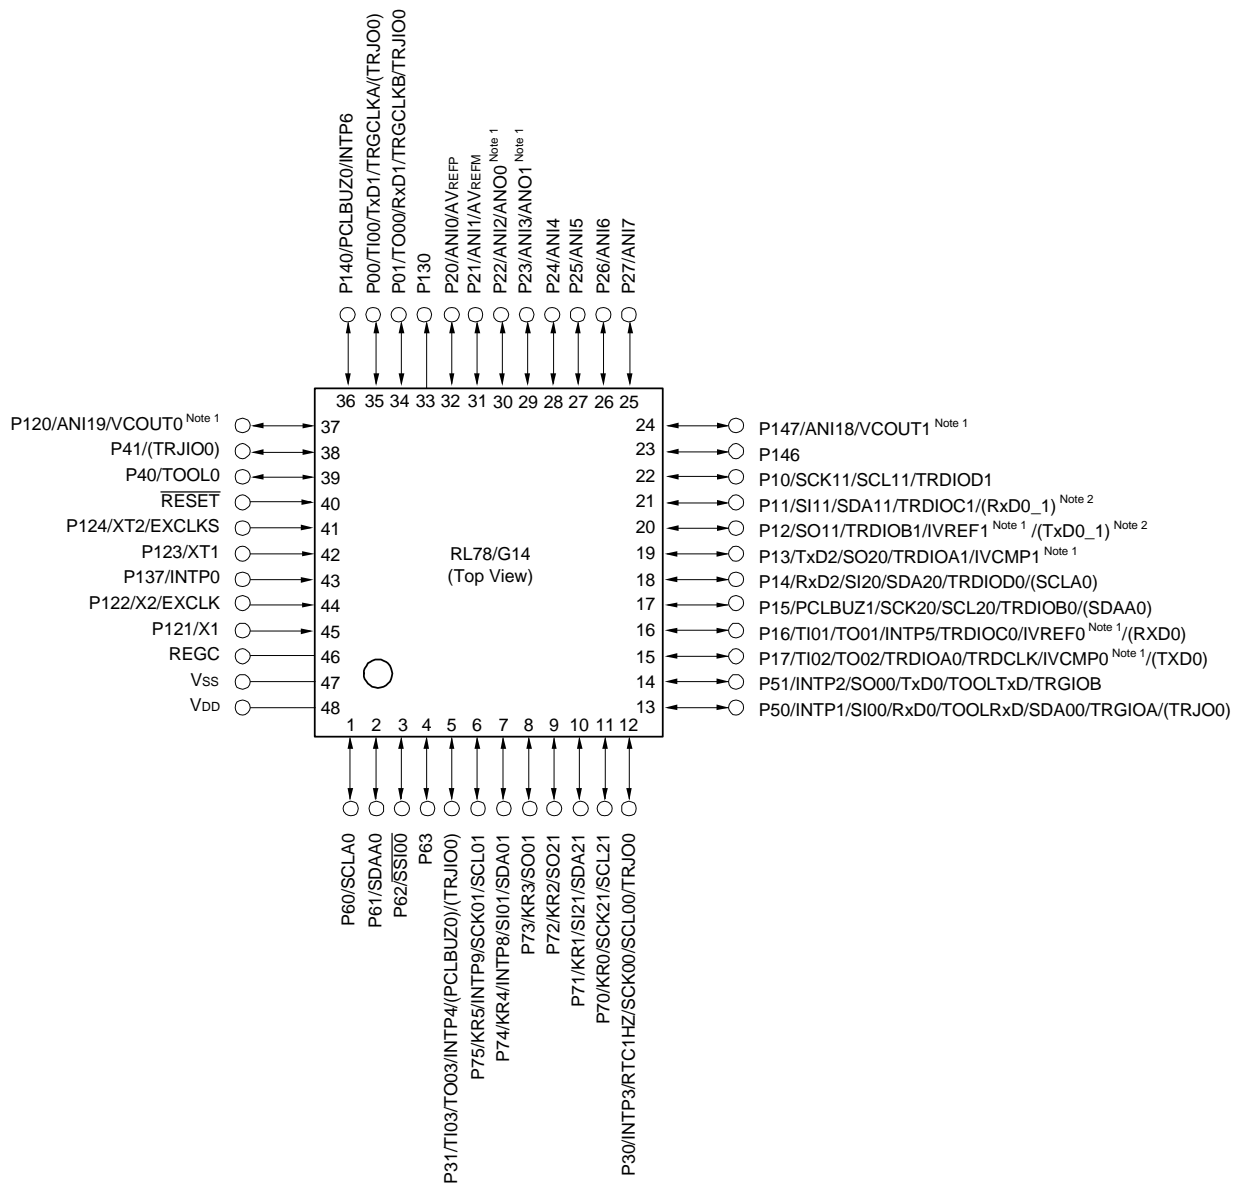 P140/PCLBUZ0/INTP6
P00/TI00/TxD1/TRGCLKA/(TRJO0)
P01/TO00/RxD1/TRGCLKB/TRJIO0
P130
P20/ANI0/AVREFP
P21/ANI1/AVREFM
P22/ANI2/ANO0 Note 1
P23/ANI3/ANO1 Note 1
P24/ANI4
P25/ANI5
P26/ANI6
P27/ANI7
36 35 34 33 32 31 30 29 28 27 26 25
P120/ANI19/VCOUT0 Note 1 37
P41/(TRJIO0) 38
P40/TOOL0 39
RESET 40
P124/XT2/EXCLKS 41
P123/XT1 42
P137/INTP0 43
P122/X2/EXCLK 44
P121/X1 45
REGC 46
VSS 47
VDD 48
RL78/G14
(Top View)
24 P147/ANI18/VCOUT1 Note 1
23 P146
22 P10/SCK11/SCL11/TRDIOD1
21 P11/SI11/SDA11/TRDIOC1/(RxD0_1) Note 2
20 P12/SO11/TRDIOB1/IVREF1 Note 1 /(TxD0_1) Note 2
19 P13/TxD2/SO20/TRDIOA1/IVCMP1 Note 1
18 P14/RxD2/SI20/SDA20/TRDIOD0/(SCLA0)
17 P15/PCLBUZ1/SCK20/SCL20/TRDIOB0/(SDAA0)
16 P16/TI01/TO01/INTP5/TRDIOC0/IVREF0 Note 1/(RXD0)
15 P17/TI02/TO02/TRDIOA0/TRDCLK/IVCMP0 Note 1/(TXD0)
14 P51/INTP2/SO00/TxD0/TOOLTxD/TRGIOB
13 P50/INTP1/SI00/RxD0/TOOLRxD/SDA00/TRGIOA/(TRJO0)
1 2 3 4 5 6 7 8 9 10 11 12
P60/SCLA0
P61/SDAA0
P62/SSI00
P63
P31/TI03/TO03/INTP4/(PCLBUZ0)/(TRJIO0)
P75/KR5/INTP9/SCK01/SCL01
P74/KR4/INTP8/SI01/SDA01
P73/KR3/SO01
P72/KR2/SO21
P71/KR1/SI21/SDA21
P70/KR0/SCK21/SCL21
P30/INTP3/RTC1HZ/SCK00/SCL00/TRJO0